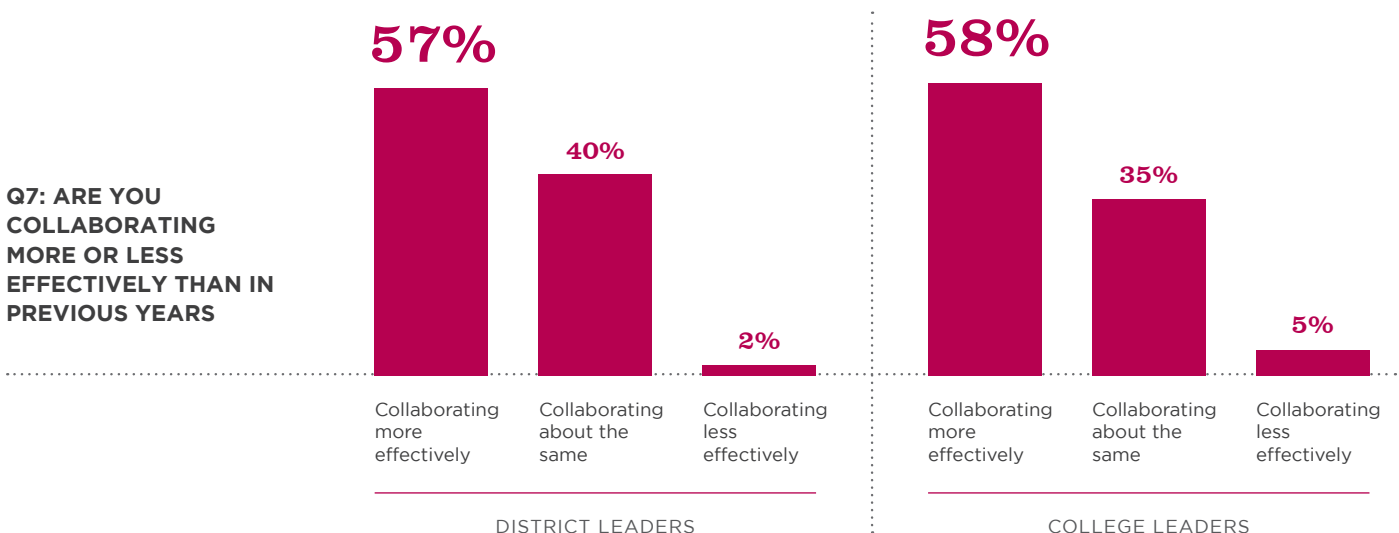 Q7: ARE YOU
COLLABORATING
MORE OR LESS
EFFECTIVELY THAN IN
PREVIOUS YEARS
57%
40%
2%
Collaborating
more
effectively
Collaborating
about the
same
Collaborating
less
effectively
DISTRICT LEADERS
58%
35%
5%
Collaborating
more
effectively
Collaborating
about the
same
Collaborating
less
effectively
COLLEGE LEADERS